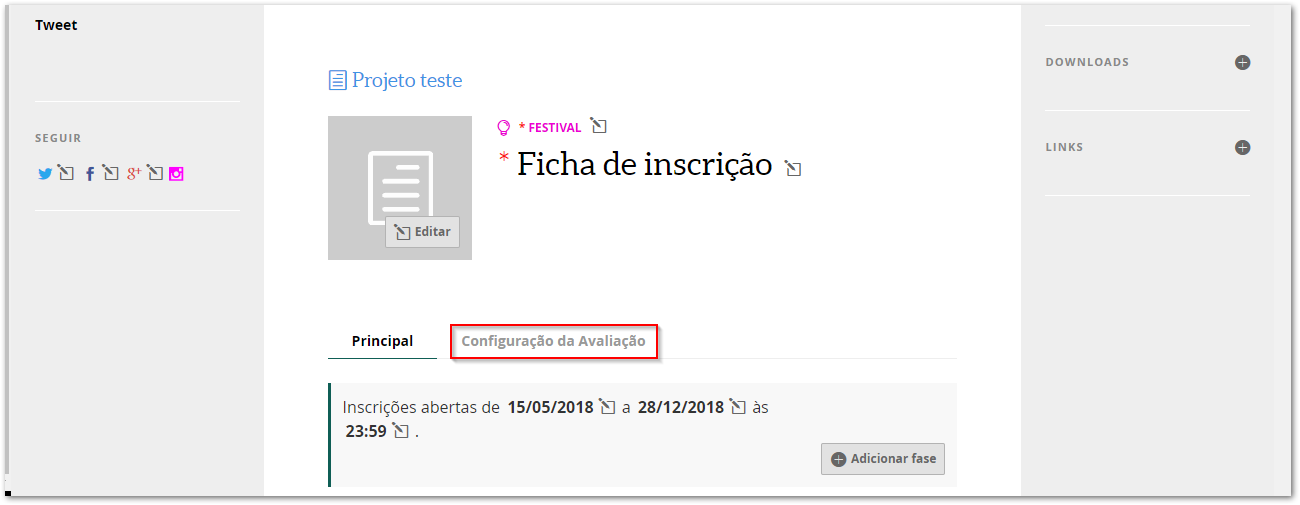 Tweet
SEGUIR
Projeto teste
* FESTIVAL
* Ficha de inscrição
Editar
Principal
Configuração da Avaliação
Inscrições abertas de 15/05/2018 a 28/12/2018 às
23:59 .
Adicionar fase
DOWNLOADS
LINKS